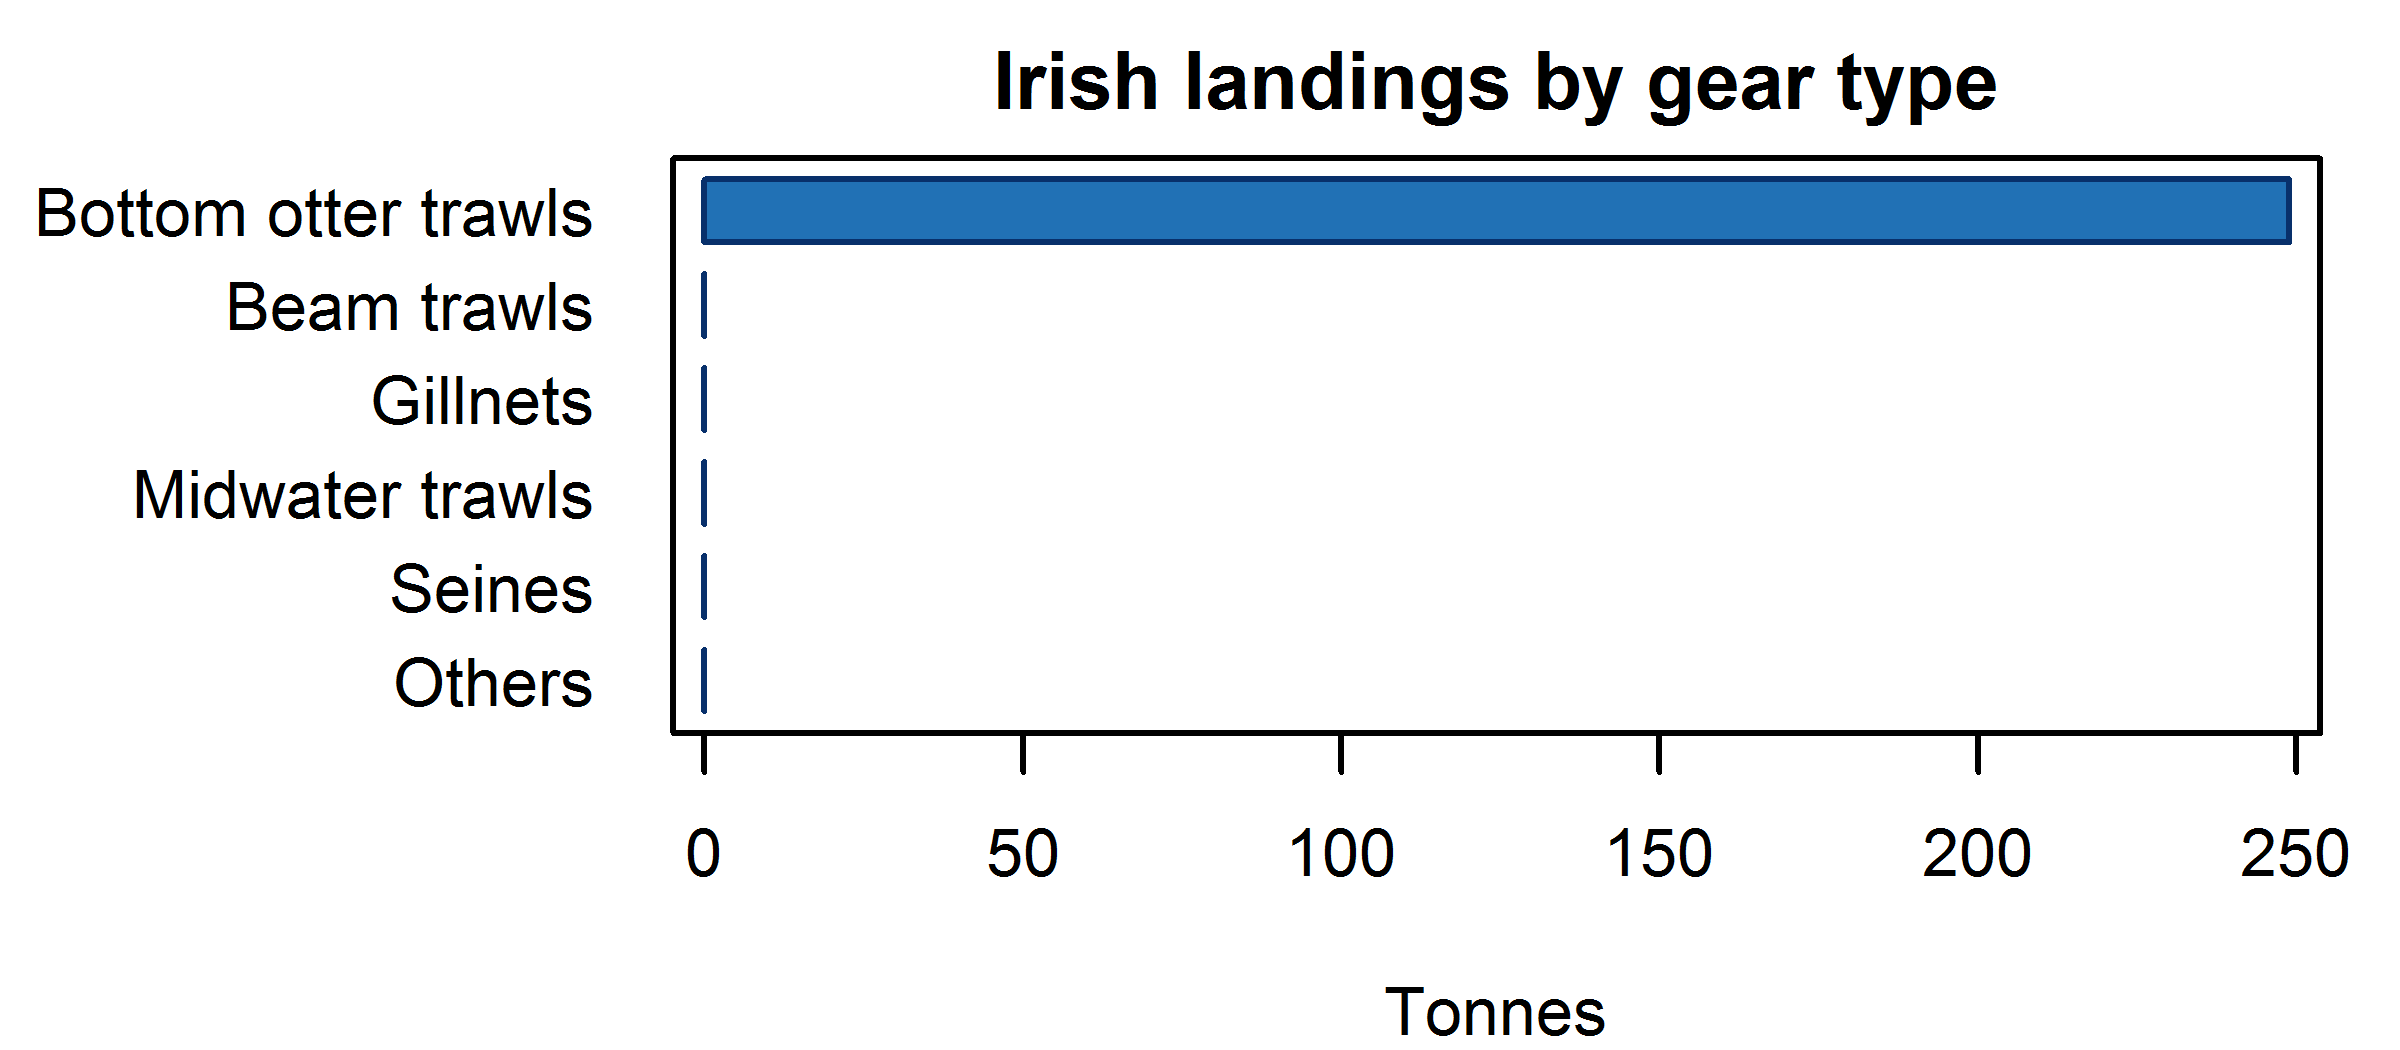 Irish landings by gear type
Bottom otter trawls
Beam trawls
Gillnets
Midwater trawls
Seines
Others
0 50 100 150 200 250
Tonnes